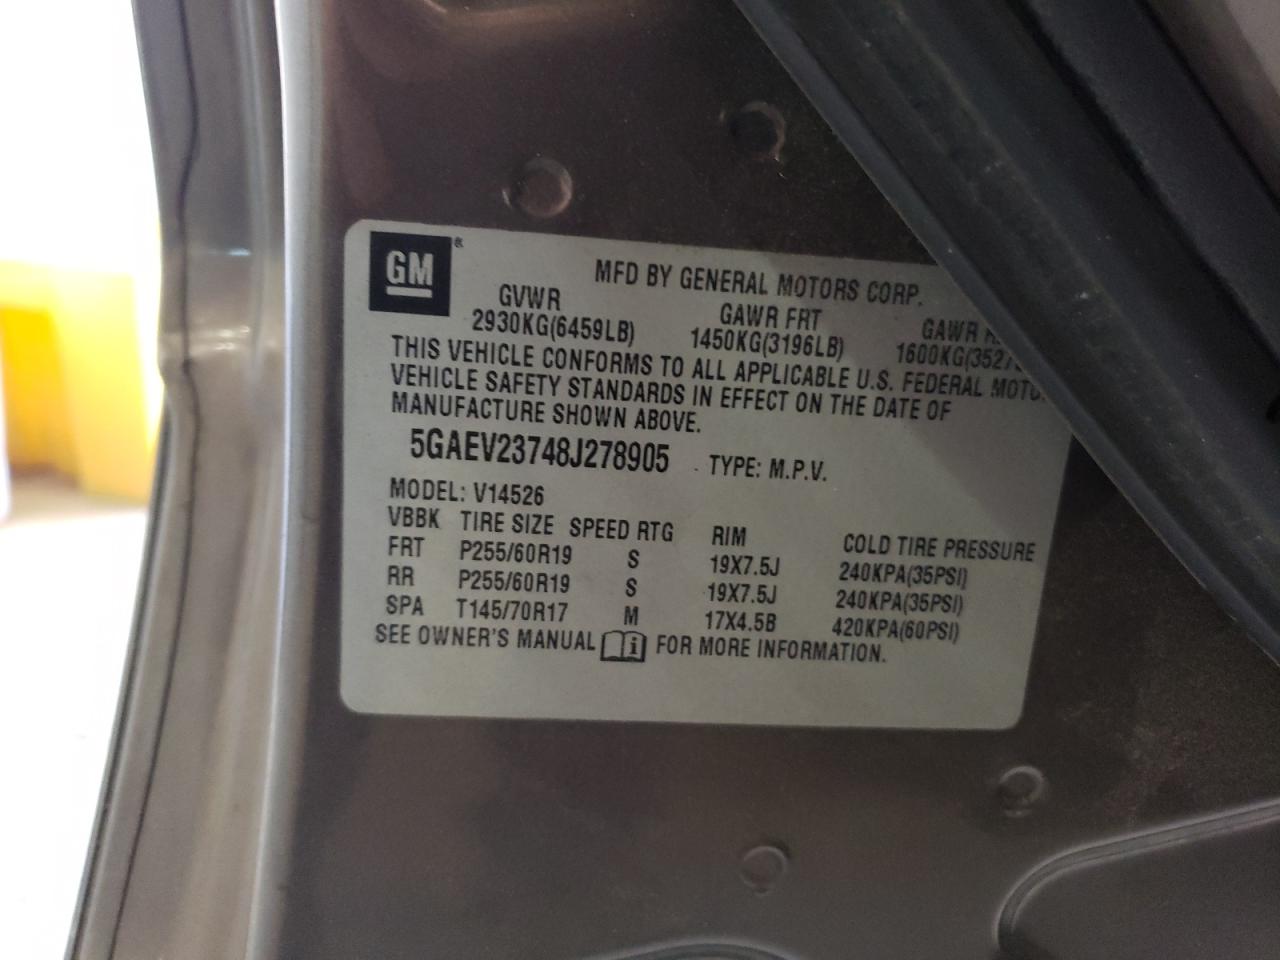 GM®
MFD BY GENERAL MOTORS CORP.
GVWR GAWR FRT GAWR
2930KG(6459LB) 1450KG(3196LB) 1600KG(3527
THIS VEHICLE CONFORMS TO ALL APPLICABLE U.S. FEDERAL
VEHICLE SAFETY STANDARDS IN EFFECT ON THE DATE OF
MANUFACTURE SHOWN ABOVE.
5GAEV23748J278905 TYPE: M.P.V.
MODEL: V14526
VBBK TIRE SIZE SPEED RTG RIM COLD TIRE PRESSURE
FRT P255/60R19 S 19X7.5J 240KPA(35PSI)
RR P255/60R19 S 19X7.5J 240KPA(35PSI)
SPA T145/70R17 M 17X4.5B 420KPA(60PSI)
SEE OWNER'S MANUAL i FOR MORE INFORMATION.